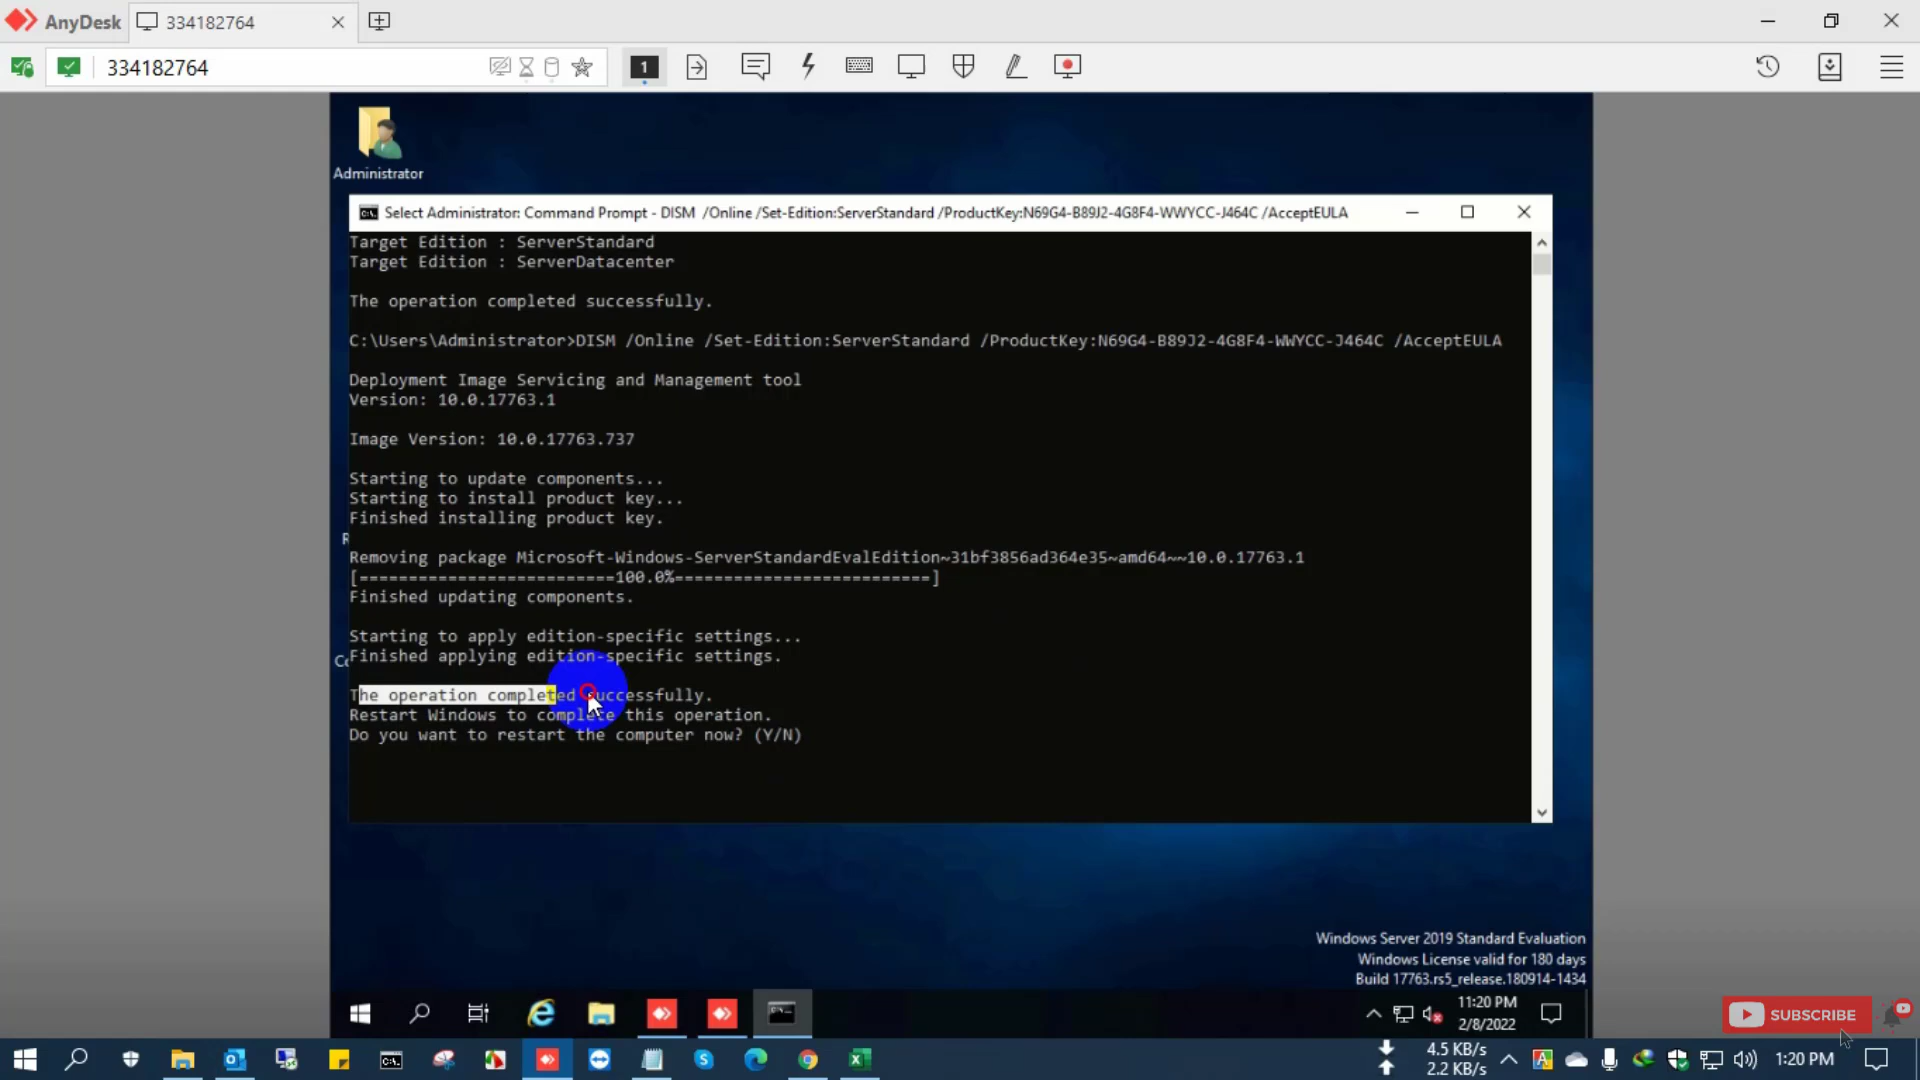 AnyDesk
334182764
334182764
1
Administrator
Select Administrator: Command Prompt - DISM /Online /Set-Edition:ServerStandard /ProductKey:N69G4-B89J2-4G8F4-WWYCC-J464C /AcceptEULA
Target Edition : ServerStandard
Target Edition : ServerDatacenter
The operation completed successfully.
C:\Users\Administrator>DISM /Online /Set-Edition:ServerStandard /ProductKey:N69G4-B89J2-4G8F4-WWYCC-J464C /AcceptEULA
Deployment Image Servicing and Management tool
Version: 10.0.17763.1
Image Version: 10.0.17763.737
Starting to update components...
Starting to install product key...
Finished installing product key.
Removing package Microsoft-Windows-ServerStandardEvalEdition~31bf3856ad364e35~amd64~~10.0.17763.1
[==========================100.0%==========================]
Finished updating components.
Starting to apply edition-specific settings...
Finished applying edition-specific settings.
The operation completed successfully.
Restart Windows to complete this operation.
Do you want to restart the computer now? (Y/N)
Windows Server 2019 Standard Evaluation
Windows License valid for 180 days
Build 17763.rs5_release.180914-1434
11:20 PM
2/8/2022
SUBSCRIBE
4.5 KB/s
2.2 KB/s
1:20 PM